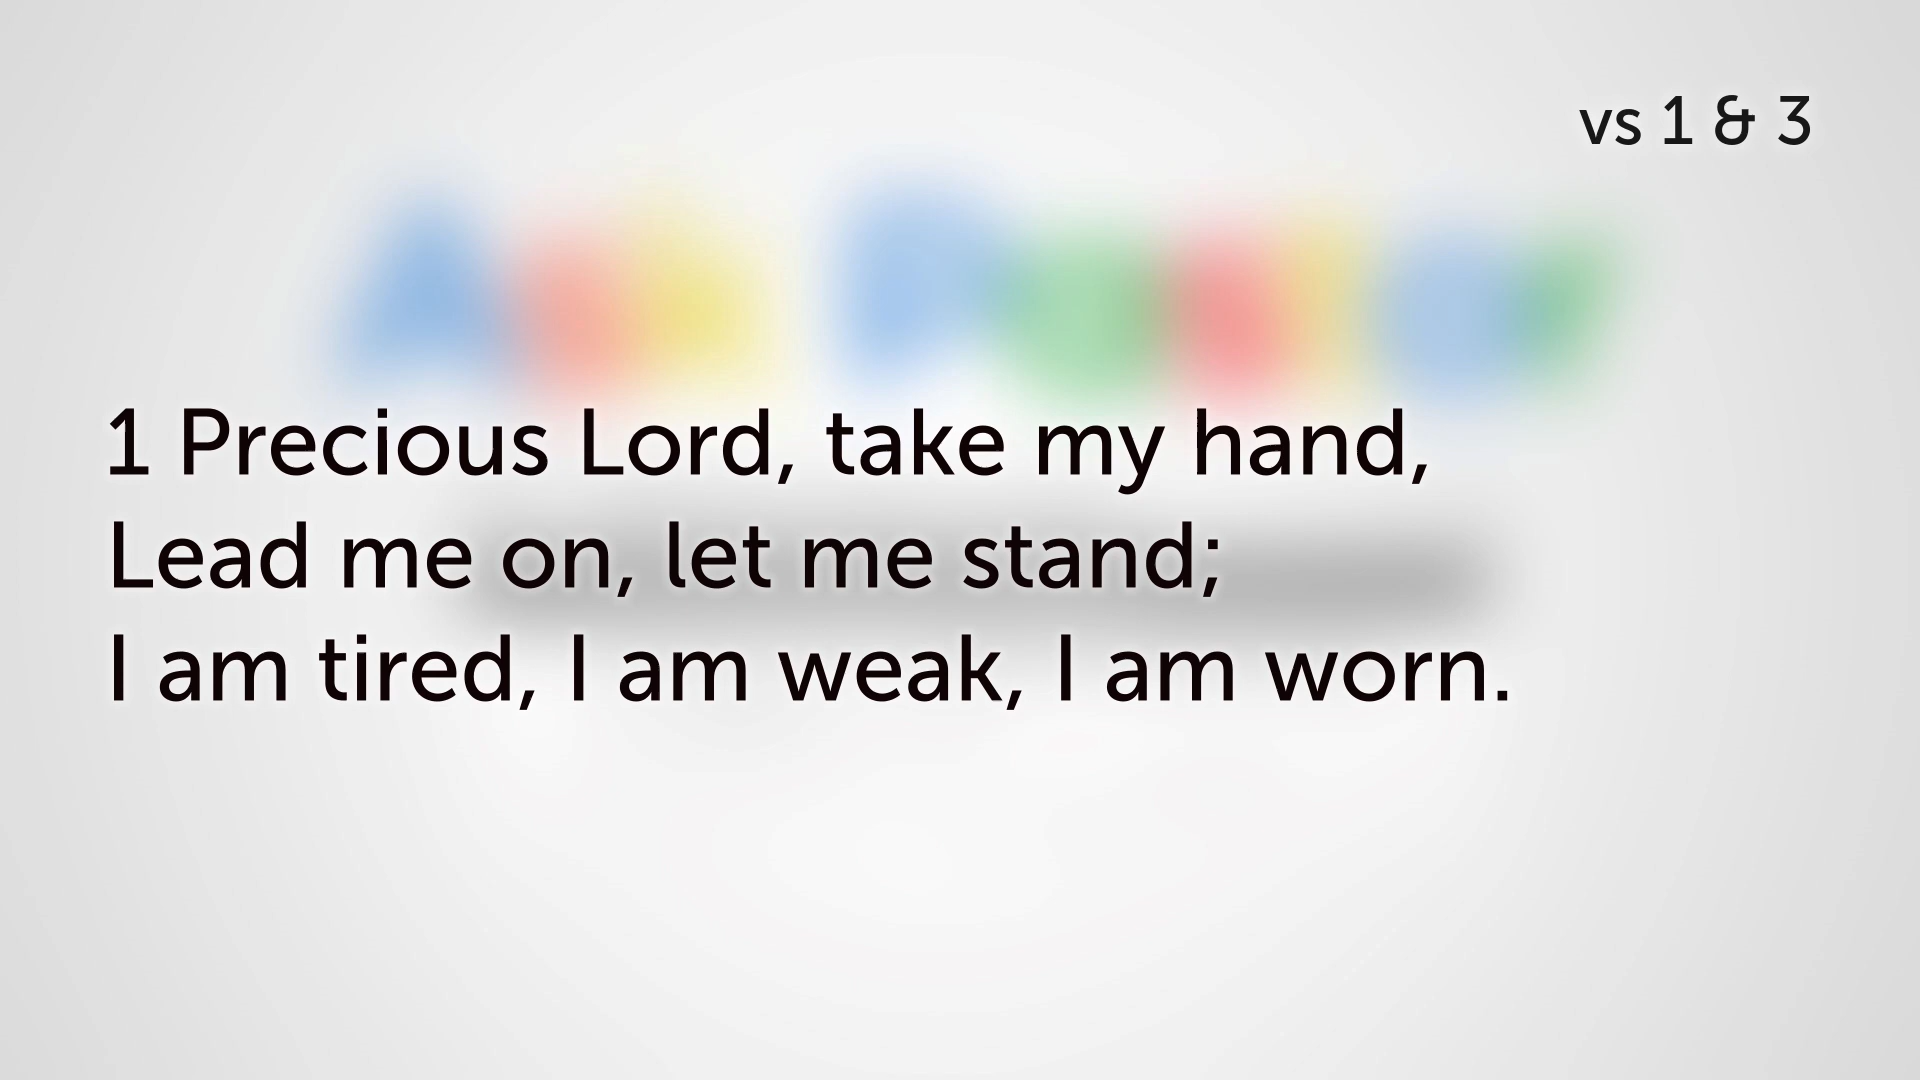 vs 1 & 3
1 Precious Lord, take my hand,
Lead me on, let me stand;
I am tired, I am weak, I am worn.